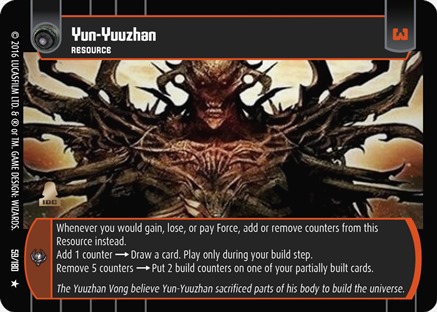 Yun-Yuuzhan
RESOURCE
© 2016 LUCASFILM LTD. & ® or TM. GAME DESIGN: WIZARDS.
IDC
Whenever you would gain, lose, or pay Force, add or remove counters from this
Resource instead.
Add 1 counter → Draw a card. Play only during your build step.
Remove 5 counters → Put 2 build counters on one of your partially built cards.
The Yuuzhan Vong believe Yun-Yuuzhan sacrificed parts of his body to build the universe.